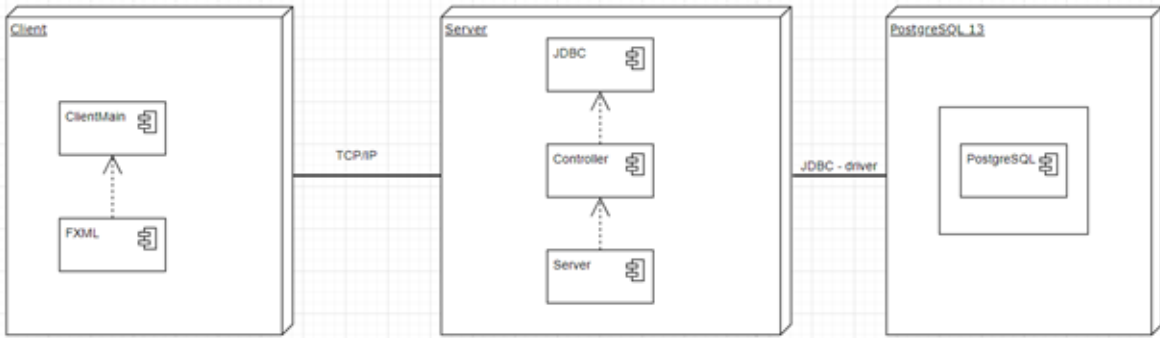 Client
ClientMain
FXML
TCP/IP
Server
JDBC
Controller
Server
JDBC - driver
PostgreSQL 13
PostgreSQL